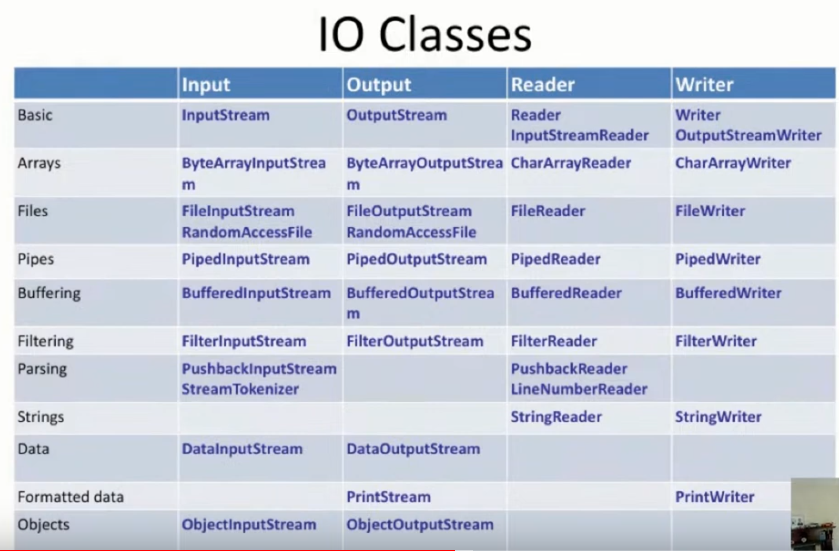 IO Classes
Input Output Reader Writer
Basic InputStream OutputStream Reader Writer
InputStreamReader OutputStreamWriter
Arrays ByteArrayInputStrea ByteArrayOutputStrea CharArrayReader CharArrayWriter
m m
Files FileInputStream FileOutputStream FileReader FileWriter
RandomAccessFile RandomAccessFile
Pipes PipedInputStream PipedOutputStream PipedReader PipedWriter
Buffering BufferedInputStream BufferedOutputStrea BufferedReader BufferedWriter
m
Filtering FilterInputStream FilterOutputStream FilterReader FilterWriter
Parsing PushbackInputStream PushbackReader
StreamTokenizer LineNumberReader
Strings StringReader StringWriter
Data DataInputStream DataOutputStream
Formatted data PrintStream PrintWriter
Objects ObjectInputStream ObjectOutputStream